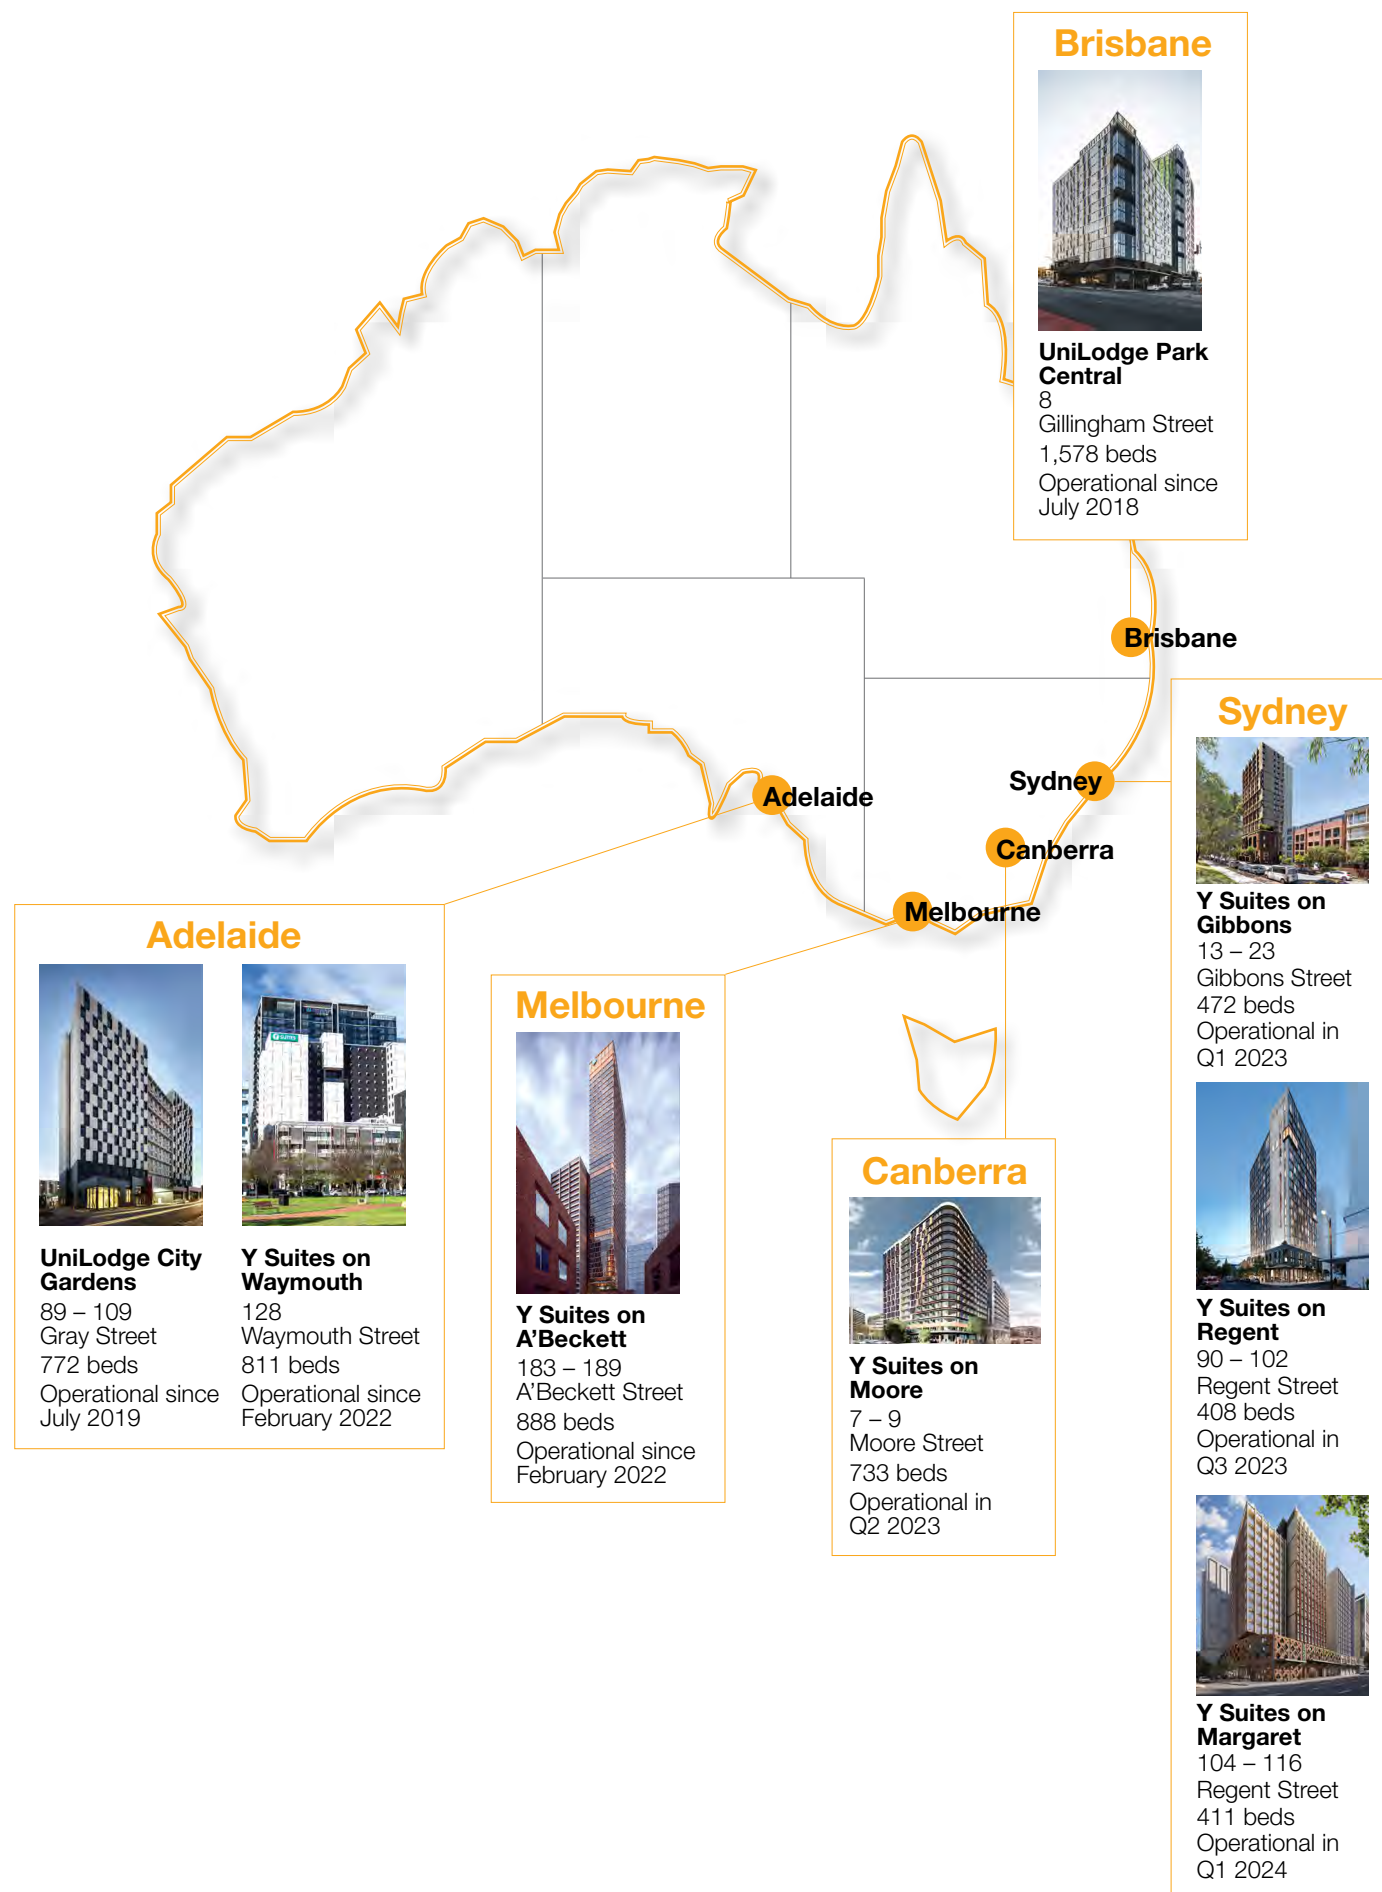 Brisbane
UniLodge Park
Central
8
Gillingham Street
1,578 beds
Operational since
July 2018
Brisbane
Sydney
Canberra
Adelaide
Melbourne
Sydney
Y Suites on
Gibbons
13 – 23
Gibbons Street
472 beds
Operational in
Q1 2023
Y Suites on
Regent
90 – 102
Regent Street
408 beds
Operational in
Q3 2023
Y Suites on
Margaret
104 – 116
Regent Street
411 beds
Operational in
Q1 2024
Adelaide
SUITES
UniLodge City
Gardens
89 – 109
Gray Street
772 beds
Operational since
July 2019
Y Suites on
Waymouth
128
Waymouth Street
811 beds
Operational since
February 2022
Melbourne
Y Suites on
A’Beckett
183 – 189
A’Beckett Street
888 beds
Operational since
February 2022
Canberra
Y Suites on
Moore
7 – 9
Moore Street
733 beds
Operational in
Q2 2023